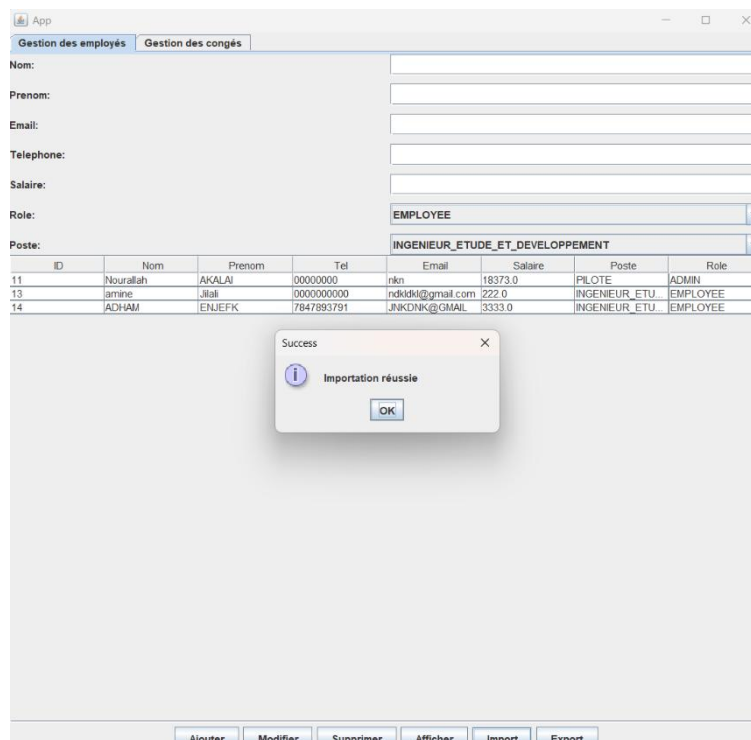 App
Gestion des employés Gestion des congés
Nom:
Prenom:
Email:
Telephone:
Salaire:
Role: EMPLOYEE
Poste: INGENIEUR_ETUDE_ET_DEVELOPPEMENT
ID Nom Prenom Tel Email Salaire Poste Role
11 Nourallah AKALAI 00000000 nkn 18373.0 PILOTE ADMIN
13 amine Jilali 0000000000 ndkldkl@gmail.com 222.0 INGENIEUR_ETU... EMPLOYEE
14 ADHAM ENJEFK 7847893791 JNKDNK@GMAIL 3333.0 INGENIEUR_ETU... EMPLOYEE
Success
Importation réussie
OK
Ajouter Modifier Supprimer Afficher Import Export